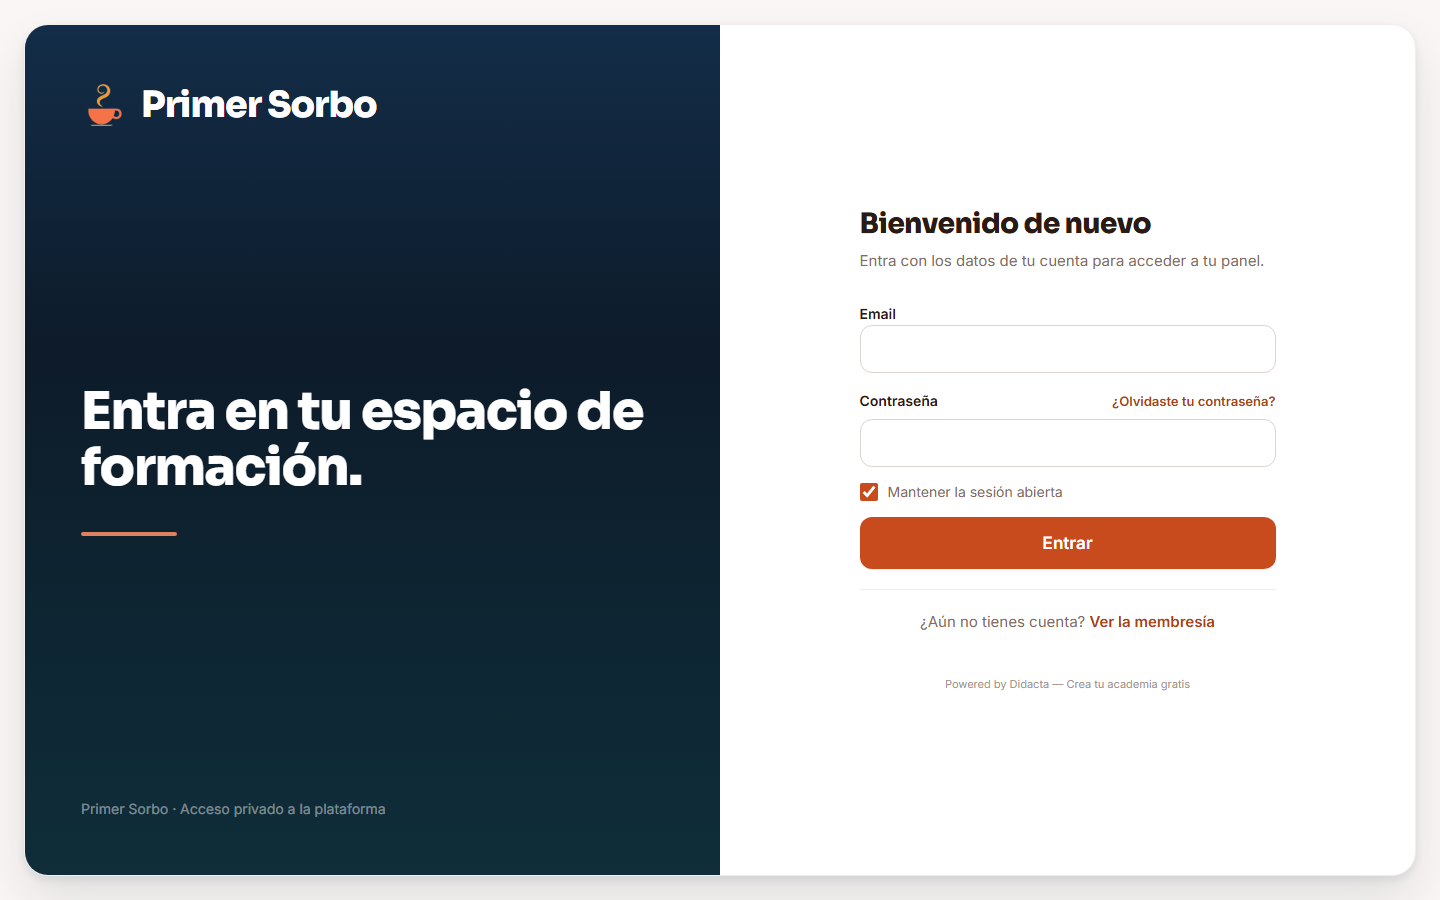 Primer Sorbo
Entra en tu espacio de
formación.
Primer Sorbo · Acceso privado a la plataforma
Bienvenido de nuevo
Entra con los datos de tu cuenta para acceder a tu panel.
Email
Contraseña
¿Olvidaste tu contraseña?
Mantener la sesión abierta
Entrar
¿Aún no tienes cuenta? Ver la membresía
Powered by Didacta — Crea tu academia gratis